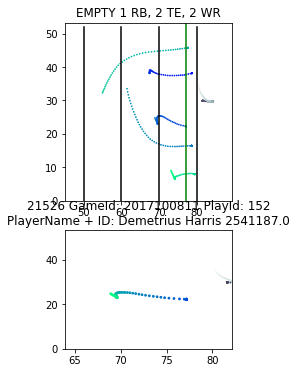 EMPTY 1 RB, 2 TE, 2 WR
50
40
30
20
10
0
50 60 70 80
21526 GameId: 2017100811 PlayId: 152
PlayerName + ID: Demetrius Harris 2541187.0
40
20
0
65 70 75 80